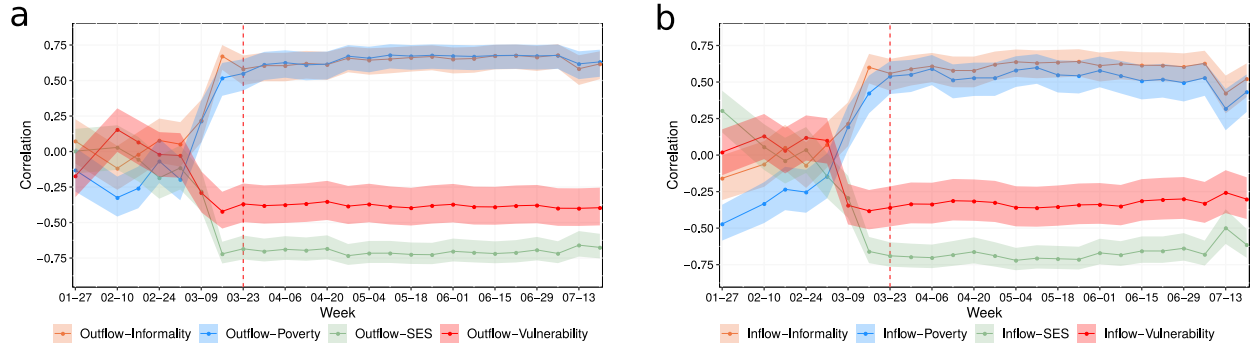 a
0.75
0.50
0.25
0.00
−0.25
−0.50
−0.75
Correlation
01−27 02−10 02−24 03−09 03−23 04−06 04−20 05−04 05−18 06−01 06−15 06−29 07−13
Week
Outflow−Informality Outflow−Poverty Outflow−SES Outflow−Vulnerability
b
0.75
0.50
0.25
0.00
−0.25
−0.50
−0.75
Correlation
01−27 02−10 02−24 03−09 03−23 04−06 04−20 05−04 05−18 06−01 06−15 06−29 07−13
Week
Inflow−Informality Inflow−Poverty Inflow−SES Inflow−Vulnerability